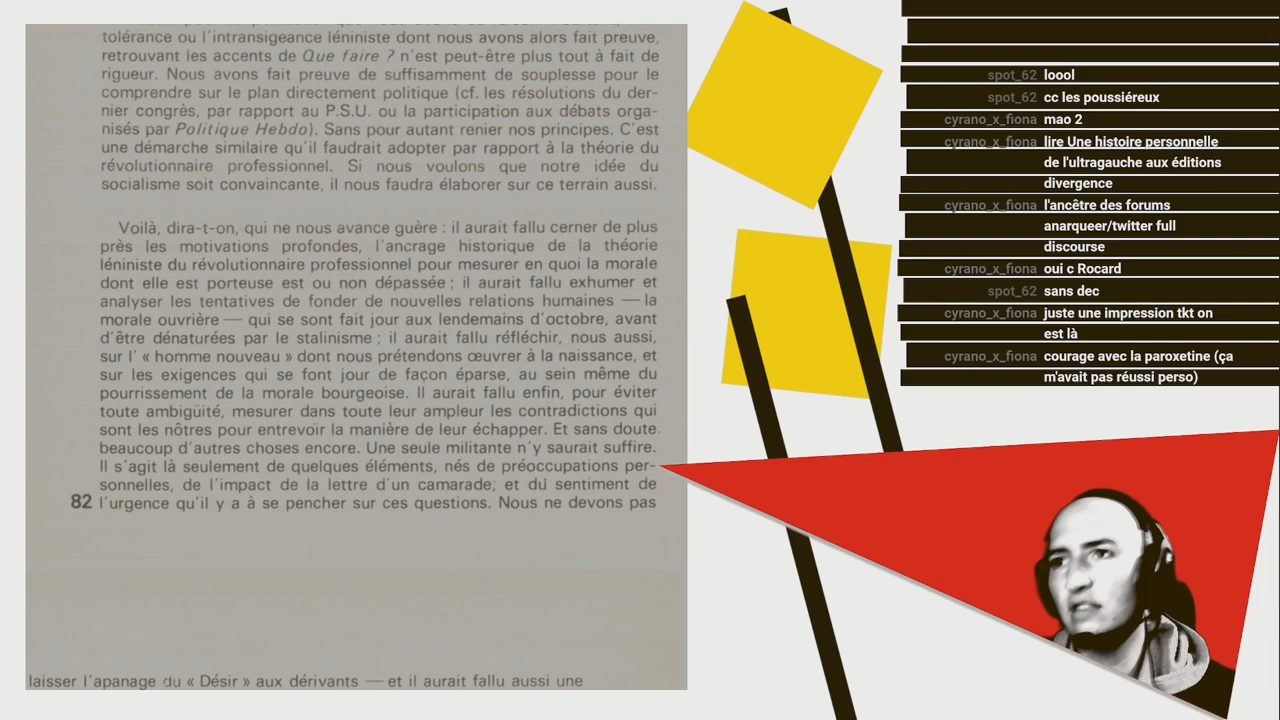 tolérance ou l'intransigeance léniniste dont nous avons alors fait preuve,
retrouvant les accents de Que faire ? n'est peut-être plus tout à fait de
rigueur. Nous avons fait preuve de suffisamment de souplesse pour le
comprendre sur le plan directement politique (cf. les résolutions du der-
nier congrès, par rapport au P.S.U. ou la participation aux débats orga-
nisés par Politique Hebdo). Sans pour autant renier nos principes. C'est
une démarche similaire qu'il faudrait adopter par rapport à la théorie du
révolutionnaire professionnel. Si nous voulons que notre idée du
socialisme soit convaincante, il nous faudra élaborer sur ce terrain aussi.
Voilà, dira-t-on, qui ne nous avance guère : il aurait fallu cerner de plus
près les motivations profondes, l'ancrage historique de la théorie
léniniste du révolutionnaire professionnel pour mesurer en quoi la morale
dont elle est porteuse est ou non dépassée ; il aurait fallu exhumer et
analyser les tentatives de fonder de nouvelles relations humaines — la
morale ouvrière — qui se sont fait jour aux lendemains d'octobre, avant
d'être dénaturées par le stalinisme ; il aurait fallu réfléchir, nous aussi,
sur l' « homme nouveau » dont nous prétendons œuvrer à la naissance, et
sur les exigences qui se font jour de façon éparse, au sein même du
pourrissement de la morale bourgeoise. Il aurait fallu enfin, pour éviter
toute ambigüité, mesurer dans toute leur ampleur les contradictions qui
sont les nôtres pour entrevoir la manière de leur échapper. Et sans doute
beaucoup d'autres choses encore. Une seule militante n'y saurait suffire.
Il s'agit là seulement de quelques éléments, nés de préoccupations per-
sonnelles, de l'impact de la lettre d'un camarade, et du sentiment de
82 l'urgence qu'il y a à se pencher sur ces questions. Nous ne devons pas
laisser l'apanage du « Désir » aux dérivants — et il aurait fallu aussi une
spot_62 loool
spot_62 cc les poussiéreux
cyrano_x_fiona mao 2
cyrano_x_fiona lire Une histoire personnelle
de l'ultragauche aux éditions
divergence
cyrano_x_fiona l'ancêtre des forums
anarqueer/twitter full
discourse
cyrano_x_fiona oui c Rocard
spot_62 sans dec
cyrano_x_fiona juste une impression tkt on
est là
cyrano_x_fiona courage avec la paroxetine (ça
m'avait pas réussi perso)